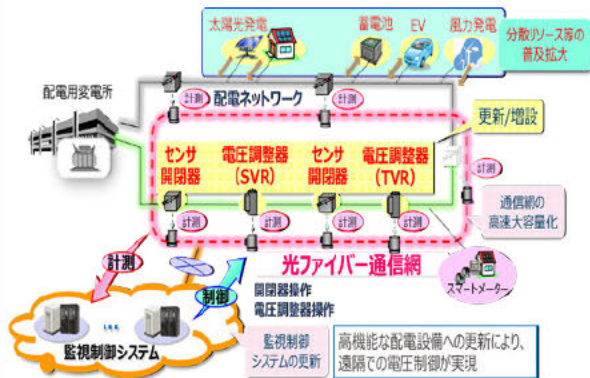 太陽光発電
蓄電池
EV
風力発電
分散リソース等の
普及拡大
配電用変電所
計測
配電ネットワーク
計測
更新/増設
センサ
開閉器
電圧調整器
(SVR)
センサ
開閉器
電圧調整器
(TVR)
計測
計測
計測
計測
計測
通信網の
高速大容量化
計測
光ファイバー通信網
スマートメーター
制御
開閉器操作
電圧調整器操作
監視制御システム
監視制御
システムの更新
高機能な配電設備への更新により、
遠隔での電圧制御が実現